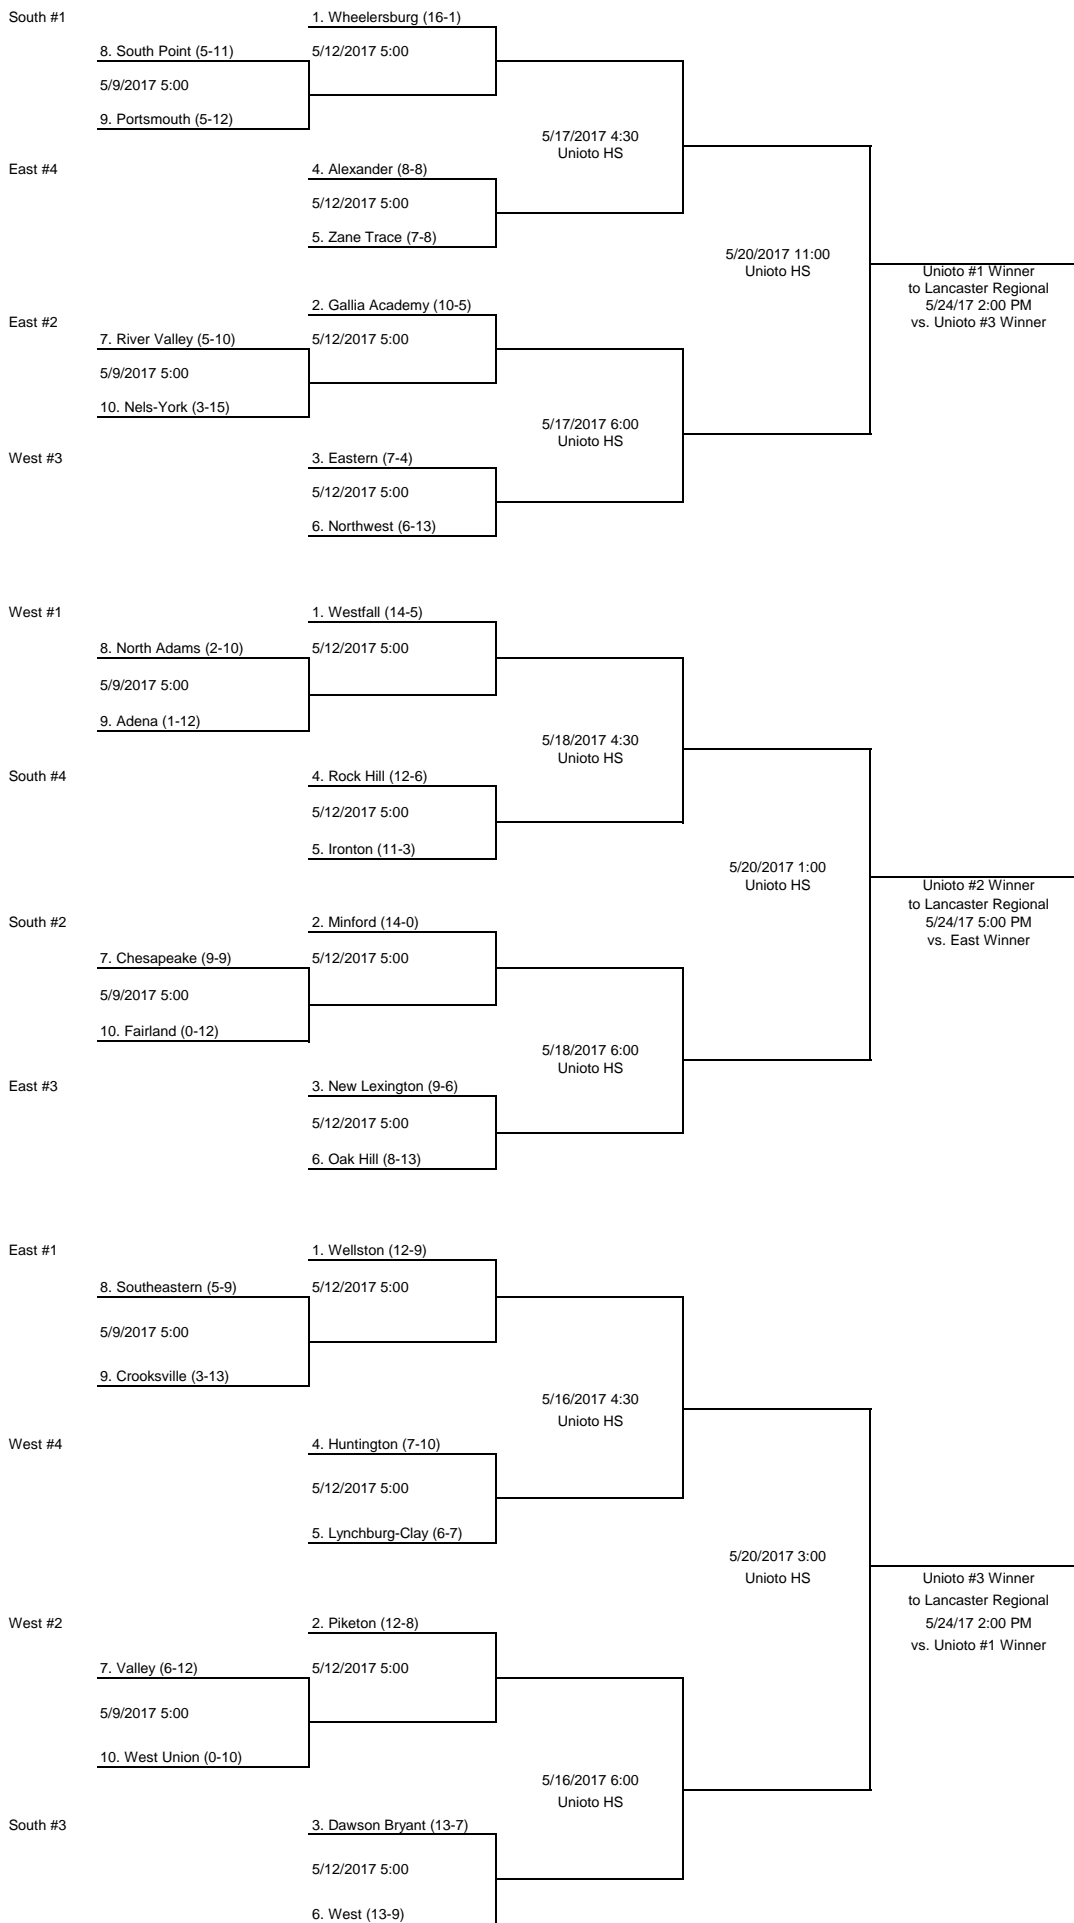 South #1
1. Wheelersburg (16-1)
8. South Point (5-11)
5/12/2017 5:00
5/9/2017 5:00
9. Portsmouth (5-12)
5/17/2017 4:30
Unioto HS
East #4
4. Alexander (8-8)
5/12/2017 5:00
5. Zane Trace (7-8)
5/20/2017 11:00
Unioto HS
Unioto #1 Winner
to Lancaster Regional
5/24/17 2:00 PM
vs. Unioto #3 Winner
2. Gallia Academy (10-5)
East #2
7. River Valley (5-10)
5/12/2017 5:00
5/9/2017 5:00
10. Nels-York (3-15)
5/17/2017 6:00
Unioto HS
West #3
3. Eastern (7-4)
5/12/2017 5:00
6. Northwest (6-13)
West #1
1. Westfall (14-5)
8. North Adams (2-10)
5/12/2017 5:00
5/9/2017 5:00
9. Adena (1-12)
5/18/2017 4:30
Unioto HS
South #4
4. Rock Hill (12-6)
5/12/2017 5:00
5. Ironton (11-3)
5/20/2017 1:00
Unioto HS
Unioto #2 Winner
to Lancaster Regional
5/24/17 5:00 PM
vs. East Winner
South #2
2. Minford (14-0)
7. Chesapeake (9-9)
5/12/2017 5:00
5/9/2017 5:00
10. Fairland (0-12)
5/18/2017 6:00
Unioto HS
East #3
3. New Lexington (9-6)
5/12/2017 5:00
6. Oak Hill (8-13)
East #1
1. Wellston (12-9)
8. Southeastern (5-9)
5/12/2017 5:00
5/9/2017 5:00
9. Crooksville (3-13)
5/16/2017 4:30
Unioto HS
West #4
4. Huntington (7-10)
5/12/2017 5:00
5. Lynchburg-Clay (6-7)
5/20/2017 3:00
Unioto HS
Unioto #3 Winner
to Lancaster Regional
5/24/17 2:00 PM
vs. Unioto #1 Winner
West #2
2. Piketon (12-8)
7. Valley (6-12)
5/12/2017 5:00
5/9/2017 5:00
10. West Union (0-10)
5/16/2017 6:00
Unioto HS
South #3
3. Dawson Bryant (13-7)
5/12/2017 5:00
6. West (13-9)